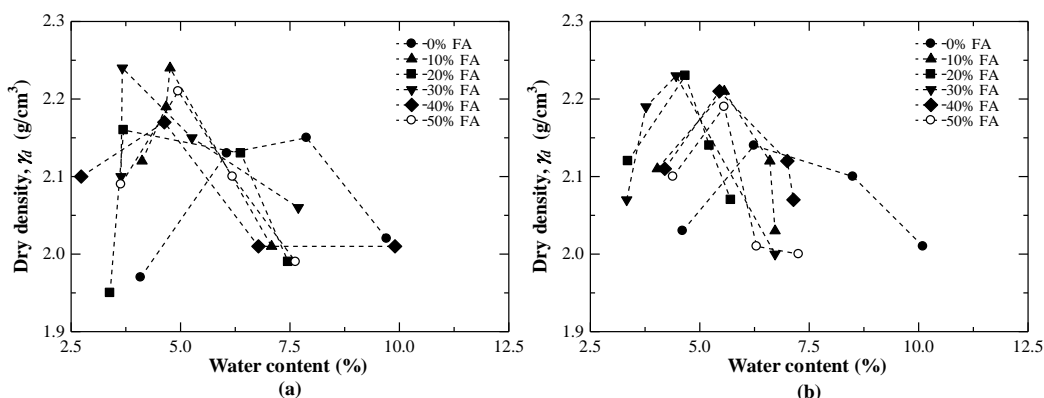 2.3
2.2
2.1
2.0
1.9
Dry density, γd (g/cm³)
0% FA
10% FA
20% FA
30% FA
40% FA
50% FA
2.5 5.0 7.5 10.0 12.5
Water content (%)
(a)
2.3
2.2
2.1
2.0
1.9
Dry density, γd (g/cm³)
0% FA
10% FA
20% FA
30% FA
40% FA
50% FA
2.5 5.0 7.5 10.0 12.5
Water content (%)
(b)